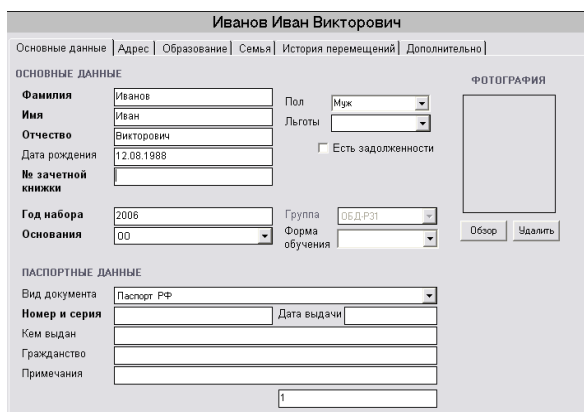 Иванов Иван Викторович
Основные данные Адрес Образование Семья История перемещений Дополнительно
ОСНОВНЫЕ ДАННЫЕ
ФОТОГРАФИЯ
Фамилия Иванов Пол Муж
Имя Иван Льготы
Отчество Викторович
Есть задолженности
Дата рождения 12.08.1988
№ зачетной
книжки
Год набора 2006 Группа ОБД-Р31
Основания ОО Форма
обучения
Обзор Удалить
ПАСПОРТНЫЕ ДАННЫЕ
Вид документа Паспорт РФ
Номер и серия Дата выдачи
Кем выдан
Гражданство
Примечания
1